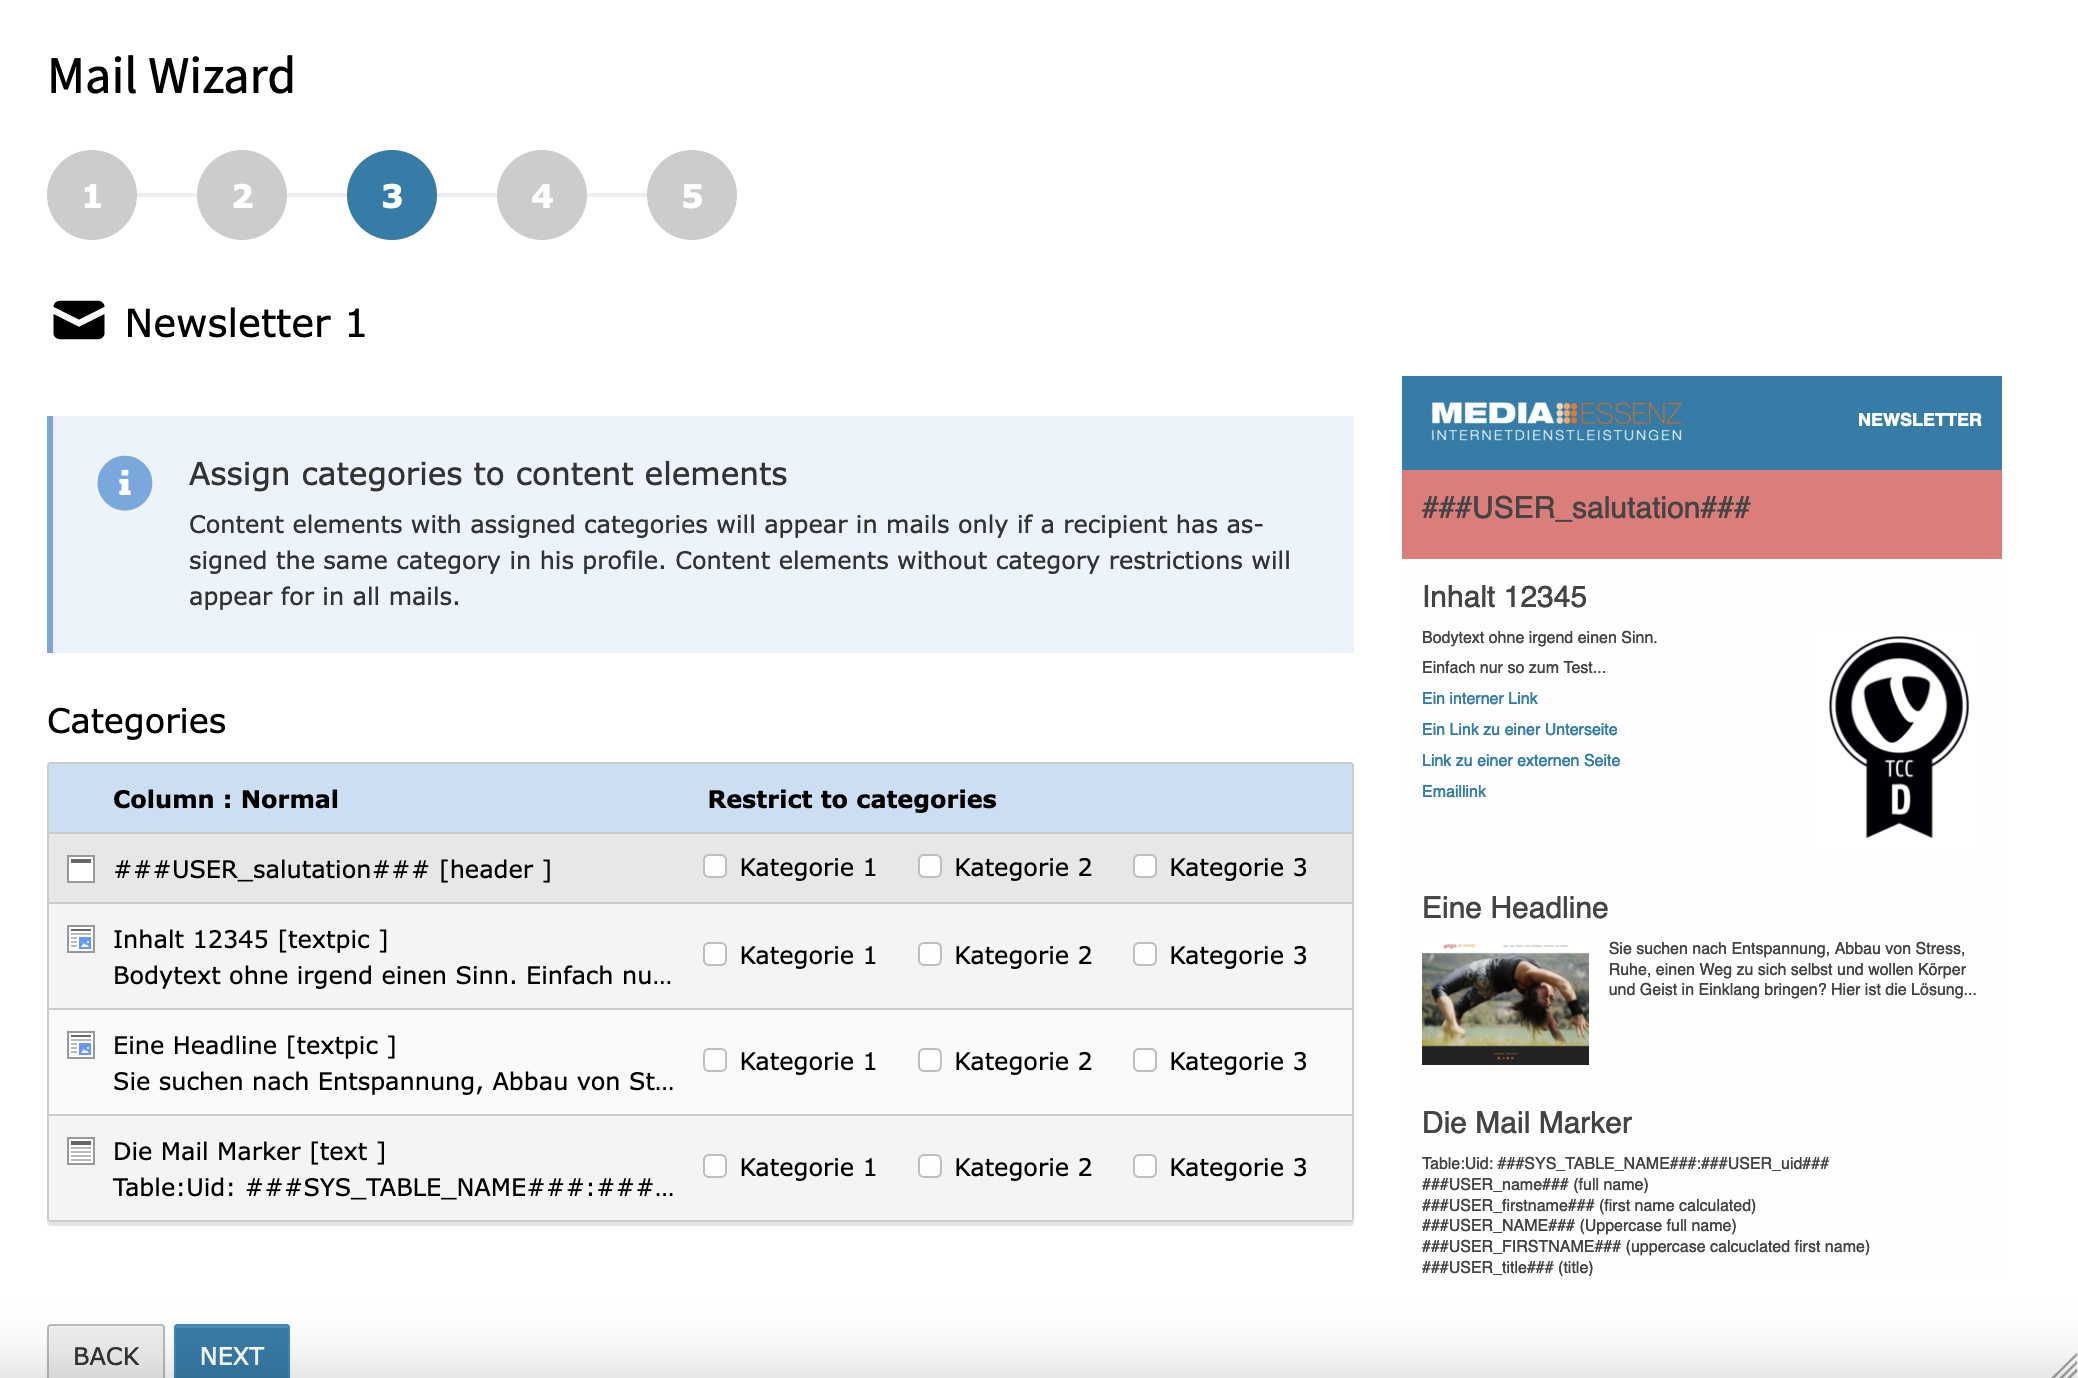 Mail Wizard
1 2 3 4 5
Newsletter 1
Assign categories to content elements
Content elements with assigned categories will appear in mails only if a recipient has as-
signed the same category in his profile. Content elements without category restrictions will
appear for in all mails.
Categories
Column : Normal Restrict to categories
###USER_salutation### [header ] Kategorie 1 Kategorie 2 Kategorie 3
Inhalt 12345 [textpic ]
Bodytext ohne irgend einen Sinn. Einfach nu... Kategorie 1 Kategorie 2 Kategorie 3
Eine Headline [textpic ]
Sie suchen nach Entspannung, Abbau von St... Kategorie 1 Kategorie 2 Kategorie 3
Die Mail Marker [text ]
Table:Uid: ###SYS_TABLE_NAME###:###... Kategorie 1 Kategorie 2 Kategorie 3
BACK NEXT
MEDIA ESSENZ
INTERNETDIENSTLEISTUNGEN
NEWSLETTER
###USER_salutation###
Inhalt 12345
Bodytext ohne irgend einen Sinn.
Einfach nur so zum Test...
Ein interner Link
Ein Link zu einer Unterseite
Link zu einer externen Seite
Emaillink
TCC
D
Eine Headline
Sie suchen nach Entspannung, Abbau von Stress,
Ruhe, einen Weg zu sich selbst und wollen Körper
und Geist in Einklang bringen? Hier ist die Lösung...
Die Mail Marker
Table:Uid: ###SYS_TABLE_NAME###:###USER_uid###
###USER_name### (full name)
###USER_firstname### (first name calculated)
###USER_NAME### (Uppercase full name)
###USER_FIRSTNAME### (uppercase calcuclated first name)
###USER_title### (title)